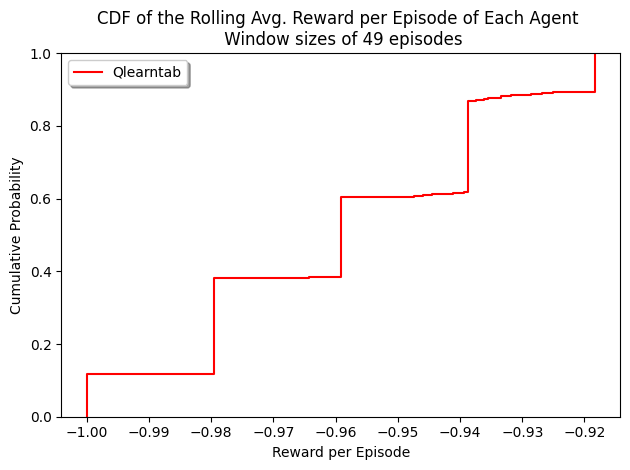 CDF of the Rolling Avg. Reward per Episode of Each Agent
Window sizes of 49 episodes
Qlearntab
1.0
0.8
0.6
0.4
0.2
0.0
Cumulative Probability
−1.00 −0.99 −0.98 −0.97 −0.96 −0.95 −0.94 −0.93 −0.92
Reward per Episode